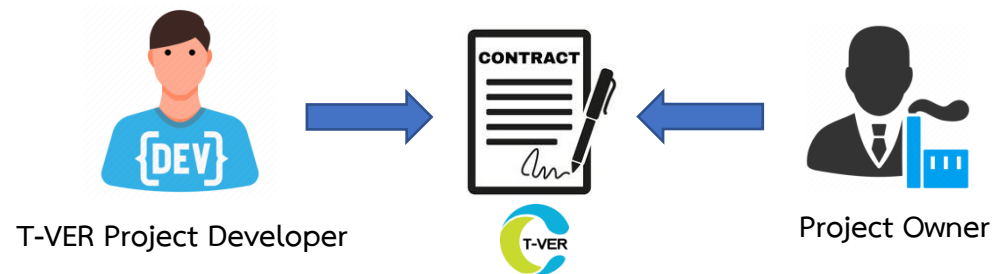 CONTRACT
{DEV}
T-VER
T-VER Project Developer
Project Owner